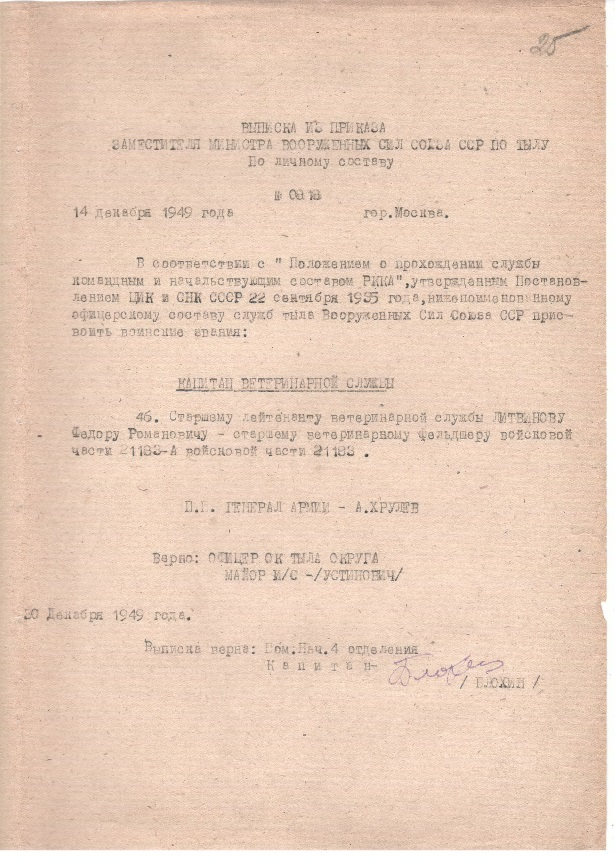 25
ВЫПИСКА ИЗ ПРИКАЗА
ЗАМЕСТИТЕЛЯ МИНИСТРА ВООРУЖЕННЫХ СИЛ СОЮЗА ССР ПО ТЫЛУ
По личному составу
№
14 декабря 1949 года гор.Москва.
В соответствии с " Положением о прохождении службы
командным и начальствующим составом РККА",утвержденным Постанов-
лением ЦИК и СНК СССР 22 сентября 1935 года,нижепоименованному
офицерскому составу служб тыла Вооруженных Сил Союза ССР прис-
воить воинские звания:
КАПИТАН ВЕТЕРИНАРНОЙ СЛУЖБЫ
46. Старшему лейтенанту ветеринарной службы ЛИТВИНОВУ
Федору Романовичу - старшему ветеринарному фельдшеру войсковой
части 21183-А войсковой части 21183 .
П.П. ГЕНЕРАЛ АРМИИ - А.ХРУЛЕВ
Верно: ОФИЦЕР ОК ТЫЛА ОКРУГА
МАЙОР И/С -/УСТИНОВИЧ/
30 декабря 1949 года.
Выписка верна: Пом.Нач.4 отделения
К а п и т а н-
/ БЛОХИН /